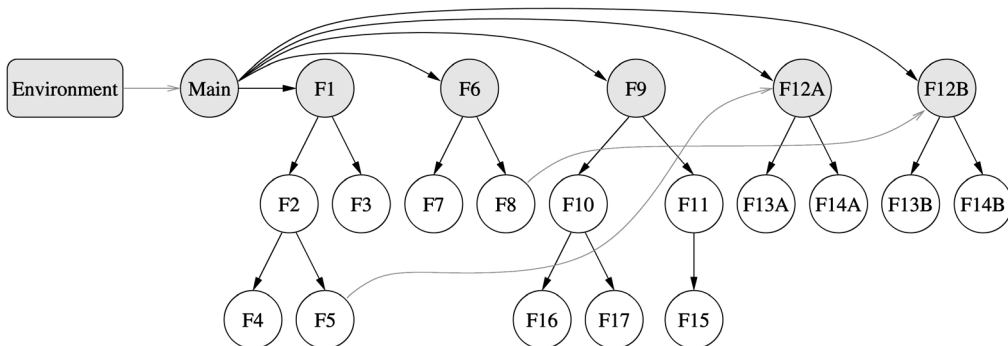 Environment
Main
F1
F6
F9
F12A
F12B
F2
F3
F7
F8
F10
F11
F13A
F14A
F13B
F14B
F4
F5
F16
F17
F15